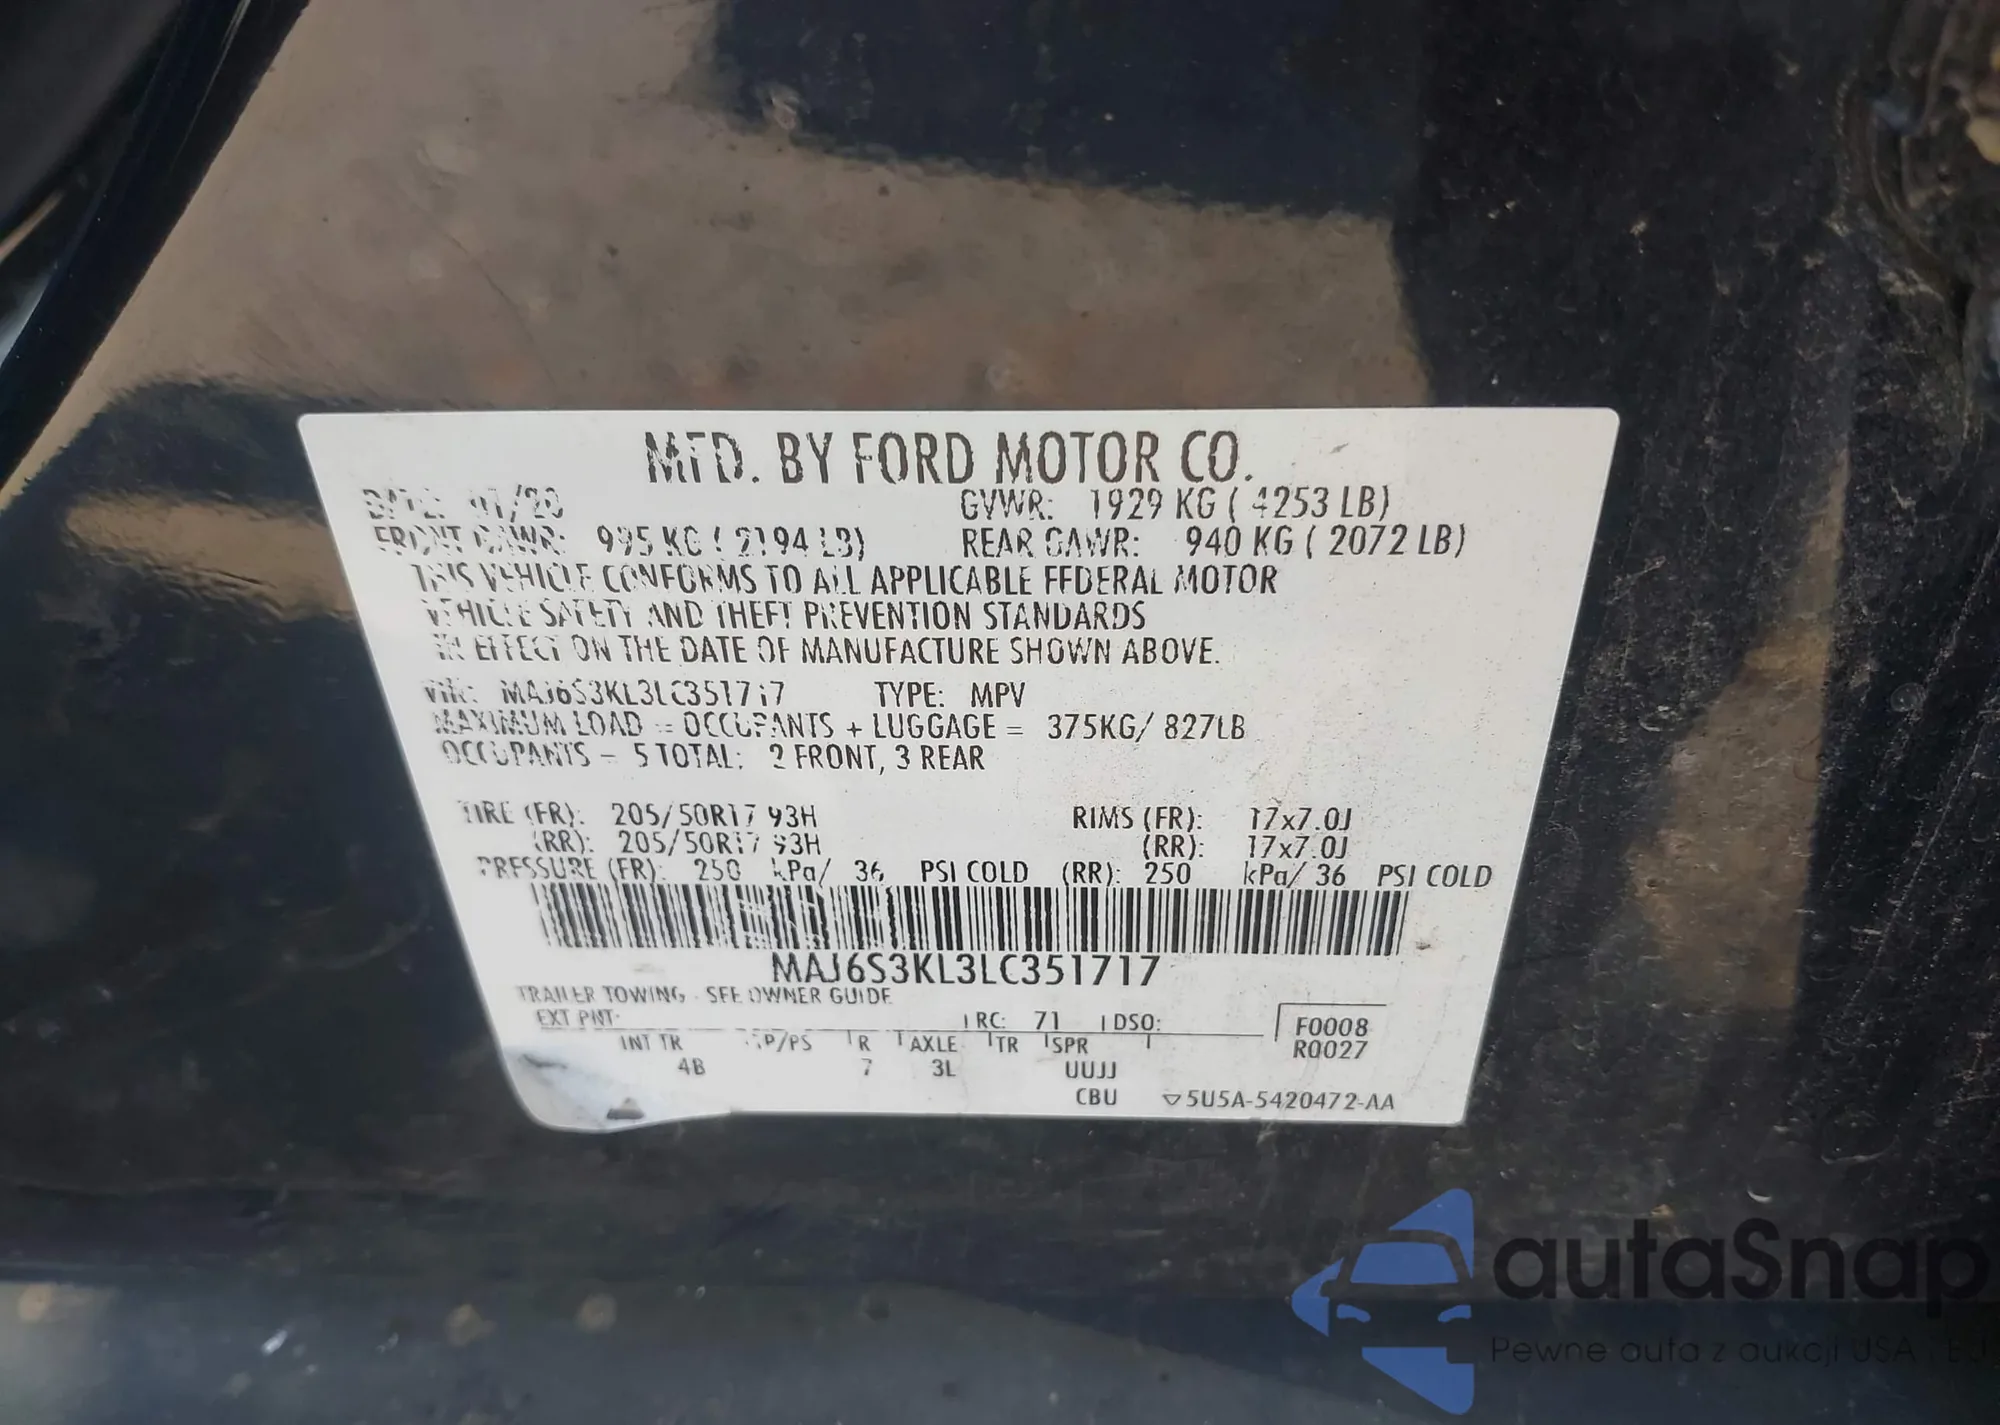 MFD. BY FORD MOTOR CO.
DATE: 01/20 GVWR: 1929 KG ( 4253 LB)
FRONT GAWR: 995 KG ( 2194 LB) REAR GAWR: 940 KG ( 2072 LB)
THIS VEHICLE CONFORMS TO ALL APPLICABLE FEDERAL MOTOR
VEHICLE SAFETY AND THEFT PREVENTION STANDARDS
IN EFFECT ON THE DATE OF MANUFACTURE SHOWN ABOVE.
VIN: MAJ6S3KL3LC351717 TYPE: MPV
MAXIMUM LOAD = OCCUPANTS + LUGGAGE = 375KG/ 827LB
OCCUPANTS - 5 TOTAL: 2 FRONT, 3 REAR
TIRE (FR): 205/50R17 93H RIMS (FR): 17x7.0J
(RR): 205/50R17 93H (RR): 17x7.0J
PRESSURE (FR): 250 kPa/ 36 PSI COLD (RR): 250 kPa/ 36 PSI COLD
MAJ6S3KL3LC351717
TRAILER TOWING - SEE OWNER GUIDE
EXT PNT: RC: 71 DSO: F0008
INT TR TP/PS R AXLE TR SPR R0027
4B 7 3L UUJJ
CBU ▽5U5A-5420472-AA
autaSnap
Pewne auta z aukcji USA i EU